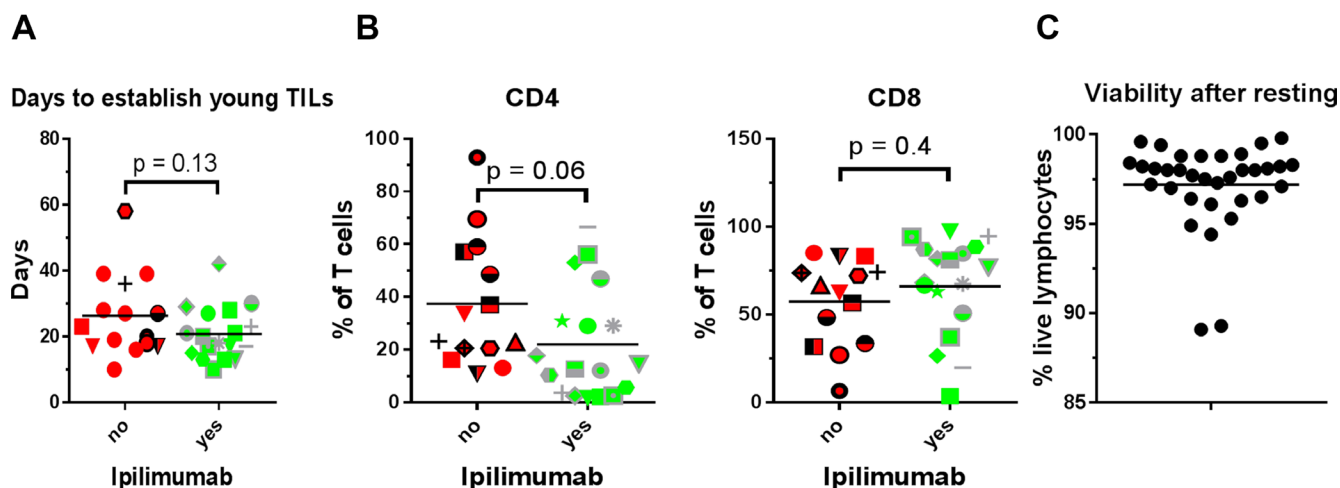 A
B
C
Days to establish young TILs
CD4
CD8
Viability after resting
80
60
40
20
0
Days
p = 0.13
no
yes
Ipilimumab
100
80
60
40
20
0
% of T cells
p = 0.06
no
yes
Ipilimumab
150
100
50
0
% of T cells
p = 0.4
no
yes
Ipilimumab
100
95
90
85
% live lymphocytes